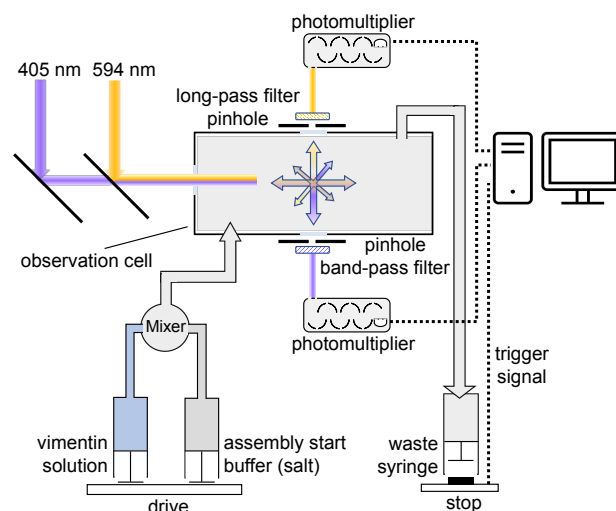 photomultiplier
405 nm 594 nm
long-pass filter
pinhole
pinhole
observation cell
band-pass filter
Mixer
photomultiplier
trigger
signal
vimentin
solution
assembly start
buffer (salt)
waste
syringe
drive
stop